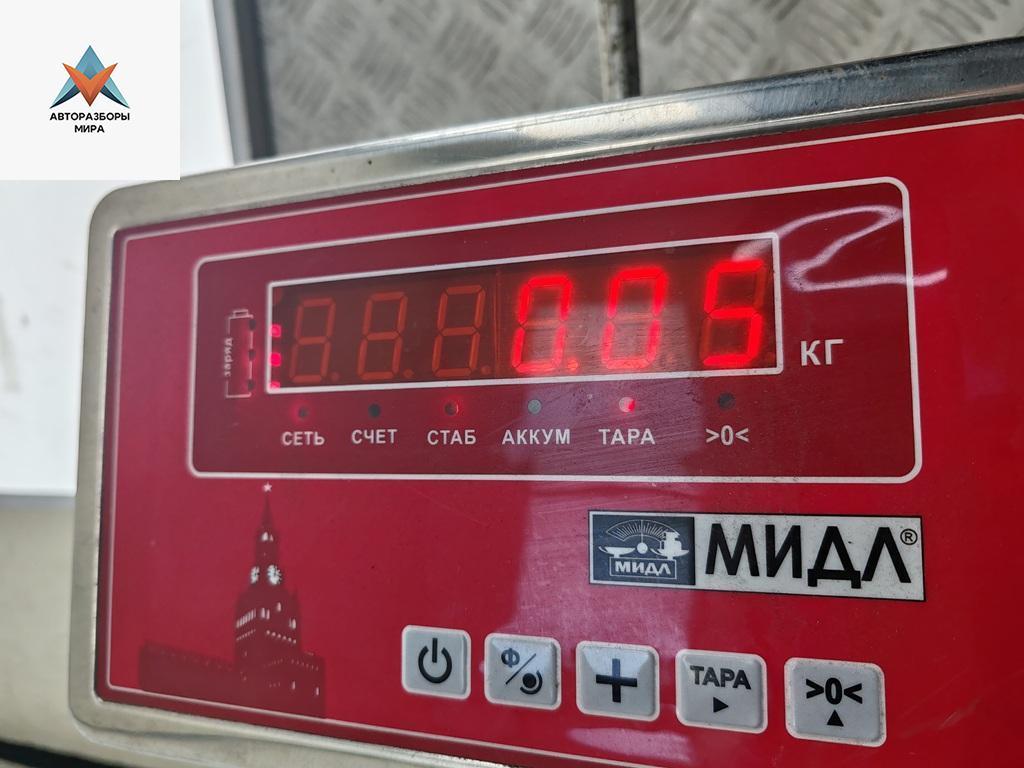 АВТОРАЗБОРЫ
МИРА
заряд
0.05
КГ
СЕТЬ СЧЕТ СТАБ АККУМ ТАРА >0<
МИДЛ МИДЛ®
Ф/
+
ТАРА
>0<